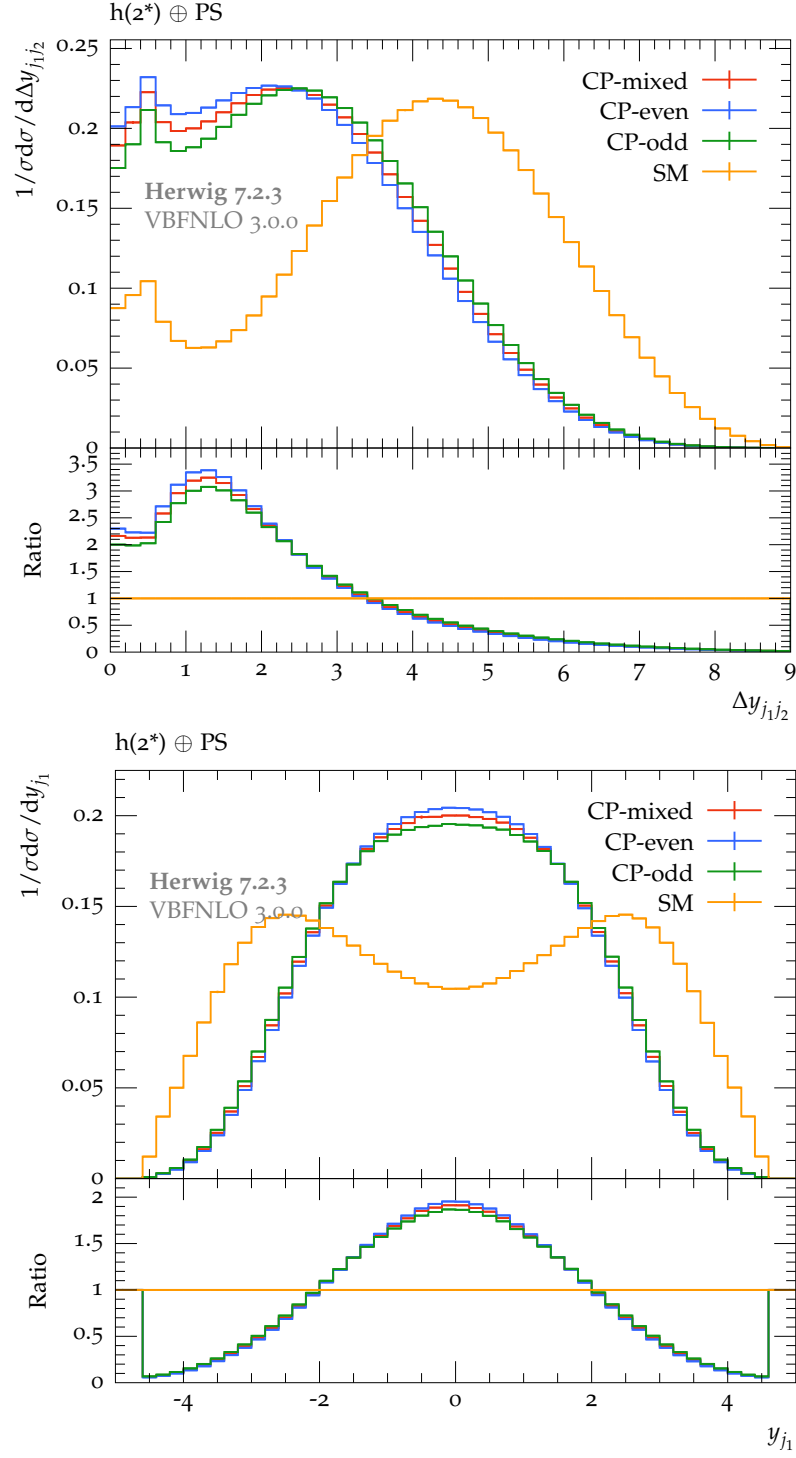 h(2*) ⊕ PS
1/σdσ/dΔy_{j₁j₂}
0.25
0.2
0.15
0.1
0.05
0
CP-mixed
CP-even
CP-odd
SM
Herwig 7.2.3
VBFNLO 3.0.0
Ratio
3.5
3
2.5
2
1.5
1
0.5
0
0 1 2 3 4 5 6 7 8 9
Δy_{j₁j₂}
h(2*) ⊕ PS
1/σdσ/dy_{j₁}
0.2
0.15
0.1
0.05
0
CP-mixed
CP-even
CP-odd
SM
Herwig 7.2.3
VBFNLO 3.0.0
Ratio
2
1.5
1
0.5
0
-4 -2 0 2 4
y_{j₁}